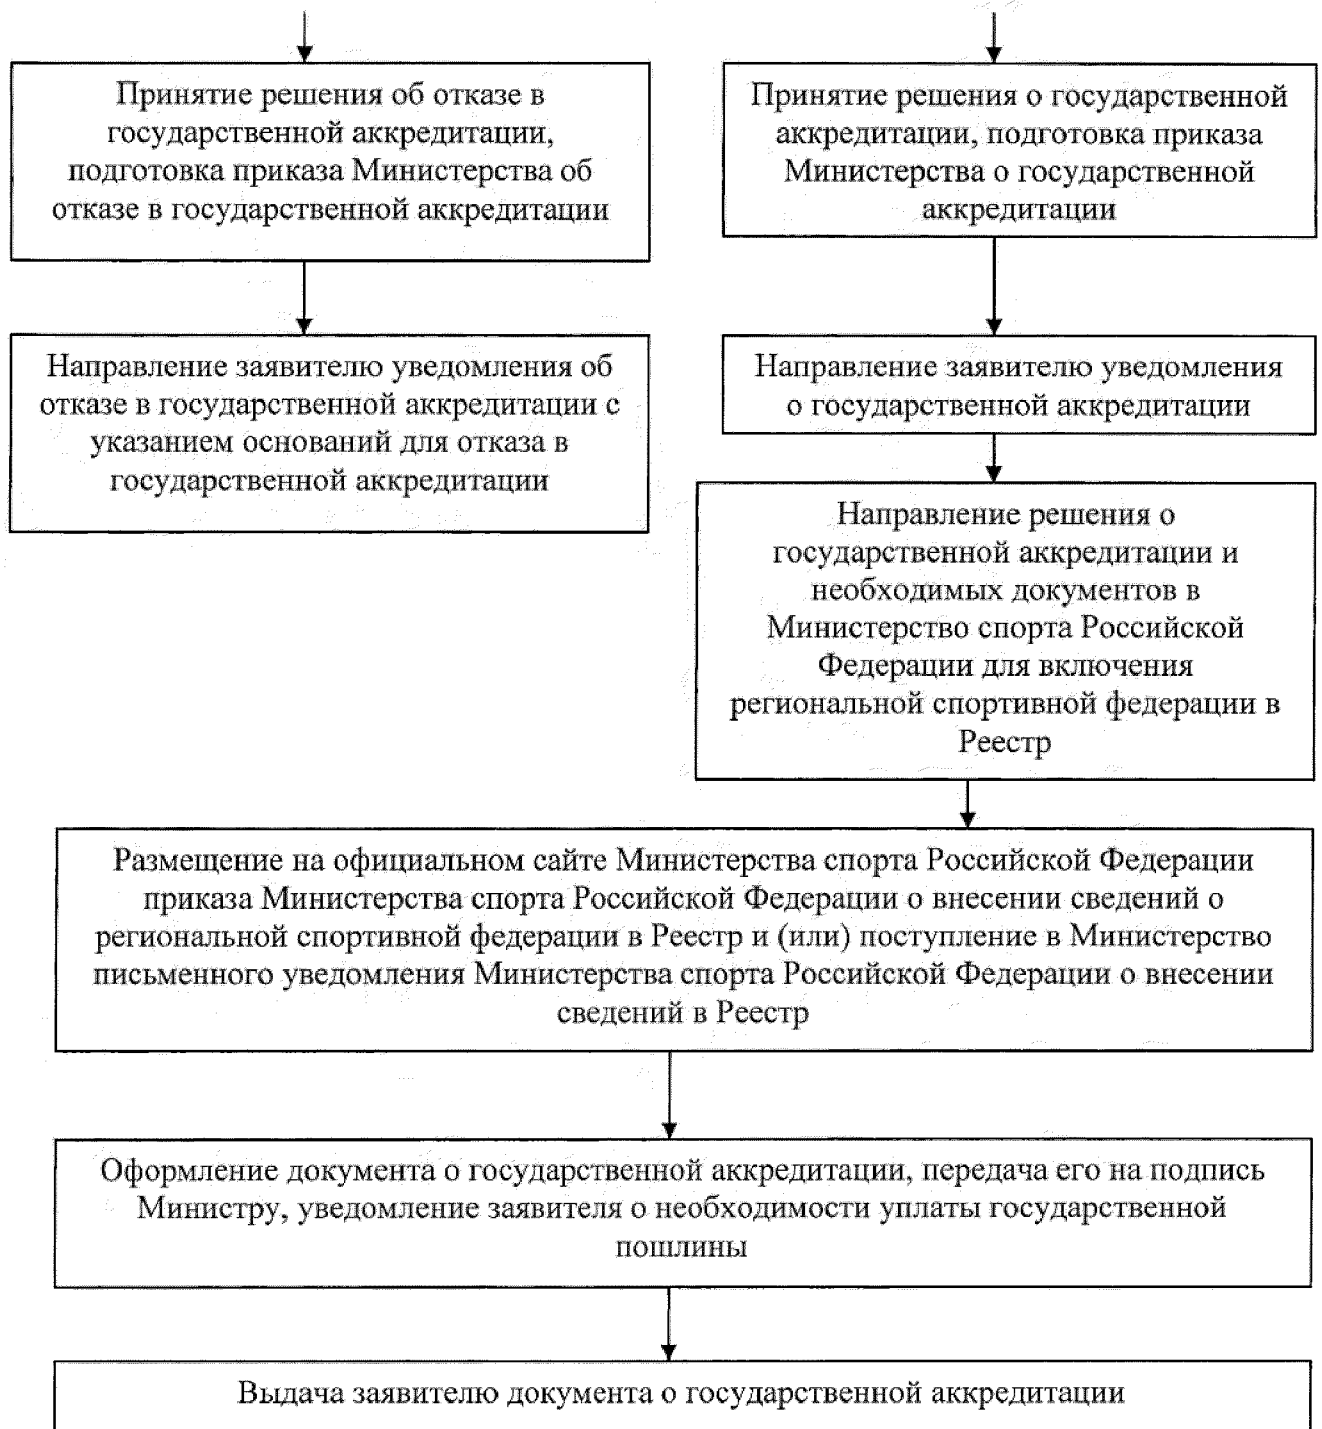 Принятие решения об отказе в
государственной аккредитации,
подготовка приказа Министерства об
отказе в государственной аккредитации
Принятие решения о государственной
аккредитации, подготовка приказа
Министерства о государственной
аккредитации
Направление заявителю уведомления об
отказе в государственной аккредитации с
указанием оснований для отказа в
государственной аккредитации
Направление заявителю уведомления
о государственной аккредитации
Направление решения о
государственной аккредитации и
необходимых документов в
Министерство спорта Российской
Федерации для включения
региональной спортивной федерации в
Реестр
Размещение на официальном сайте Министерства спорта Российской Федерации
приказа Министерства спорта Российской Федерации о внесении сведений о
региональной спортивной федерации в Реестр и (или) поступление в Министерство
письменного уведомления Министерства спорта Российской Федерации о внесении
сведений в Реестр
Оформление документа о государственной аккредитации, передача его на подпись
Министру, уведомление заявителя о необходимости уплаты государственной
пошлины
Выдача заявителю документа о государственной аккредитации